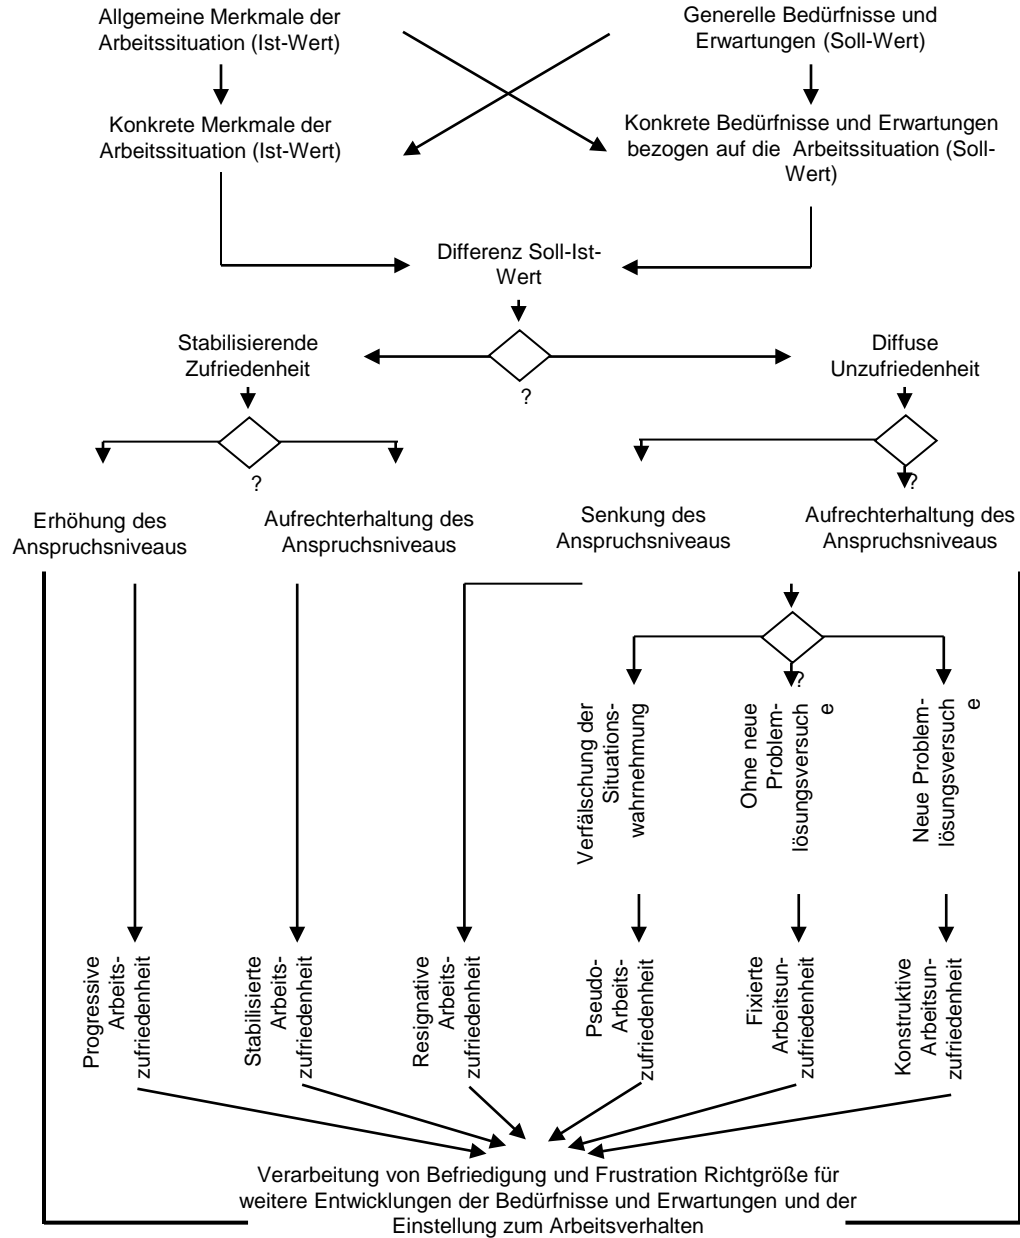 Allgemeine Merkmale der
Arbeitssituation (Ist-Wert)
Generelle Bedürfnisse und
Erwartungen (Soll-Wert)
Konkrete Merkmale der
Arbeitssituation (Ist-Wert)
Konkrete Bedürfnisse und Erwartungen
bezogen auf die Arbeitssituation (Soll-
Wert)
Differenz Soll-Ist-
Wert
?
Stabilisierende
Zufriedenheit
Diffuse
Unzufriedenheit
?
?
Erhöhung des
Anspruchsniveaus
Aufrechterhaltung des
Anspruchsniveaus
Senkung des
Anspruchsniveaus
Aufrechterhaltung des
Anspruchsniveaus
?
Verfälschung der
Situations-
wahrnehmung
Ohne neue
Problem-
lösungsversuch
e
Neue Problem-
lösungsversuch
e
Progressive
Arbeits-
zufriedenheit
Stabilisierte
Arbeits-
zufriedenheit
Resignative
Arbeits-
zufriedenheit
Pseudo-
Arbeits-
zufriedenheit
Fixierte
Arbeitsun-
zufriedenheit
Konstruktive
Arbeitsun-
zufriedenheit
Verarbeitung von Befriedigung und Frustration Richtgröße für
weitere Entwicklungen der Bedürfnisse und Erwartungen und der
Einstellung zum Arbeitsverhalten